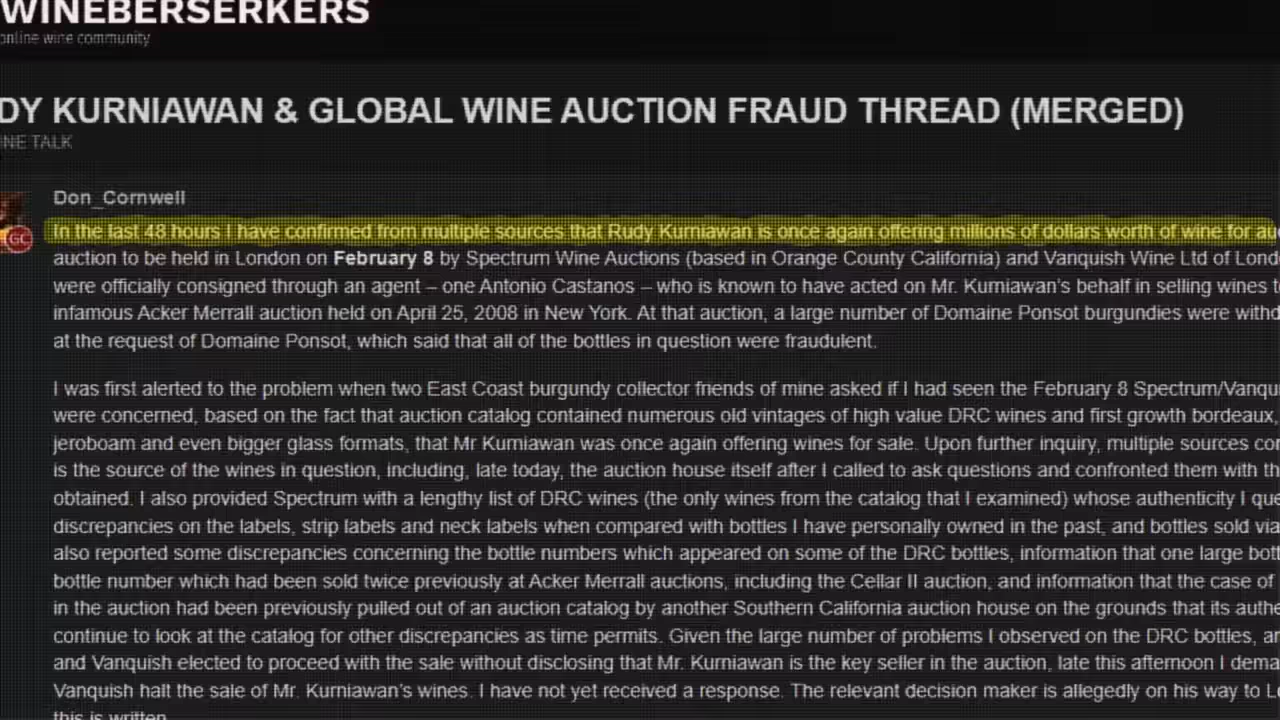 WINEBERSERKERS
online wine community
DY KURNIAWAN & GLOBAL WINE AUCTION FRAUD THREAD (MERGED)
INE TALK
Don_Cornwell
GC
In the last 48 hours I have confirmed from multiple sources that Rudy Kurniawan is once again offering millions of dollars worth of wine for au
auction to be held in London on February 8 by Spectrum Wine Auctions (based in Orange County California) and Vanquish Wine Ltd of Lond
were officially consigned through an agent – one Antonio Castanos – who is known to have acted on Mr. Kurniawan's behalf in selling wines t
infamous Acker Merrall auction held on April 25, 2008 in New York. At that auction, a large number of Domaine Ponsot burgundies were withd
at the request of Domaine Ponsot, which said that all of the bottles in question were fraudulent.
I was first alerted to the problem when two East Coast burgundy collector friends of mine asked if I had seen the February 8 Spectrum/Vanqu
were concerned, based on the fact that auction catalog contained numerous old vintages of high value DRC wines and first growth bordeaux,
jeroboam and even bigger glass formats, that Mr Kurniawan was once again offering wines for sale. Upon further inquiry, multiple sources co
is the source of the wines in question, including, late today, the auction house itself after I called to ask questions and confronted them with th
obtained. I also provided Spectrum with a lengthy list of DRC wines (the only wines from the catalog that I examined) whose authenticity I qu
discrepancies on the labels, strip labels and neck labels when compared with bottles I have personally owned in the past, and bottles sold via
also reported some discrepancies concerning the bottle numbers which appeared on some of the DRC bottles, information that one large bot
bottle number which had been sold twice previously at Acker Merrall auctions, including the Cellar II auction, and information that the case of
in the auction had been previously pulled out of an auction catalog by another Southern California auction house on the grounds that its authe
continue to look at the catalog for other discrepancies as time permits. Given the large number of problems I observed on the DRC bottles, a
and Vanquish elected to proceed with the sale without disclosing that Mr. Kurniawan is the key seller in the auction, late this afternoon I dema
Vanquish halt the sale of Mr. Kurniawan's wines. I have not yet received a response. The relevant decision maker is allegedly on his way to L
this is written